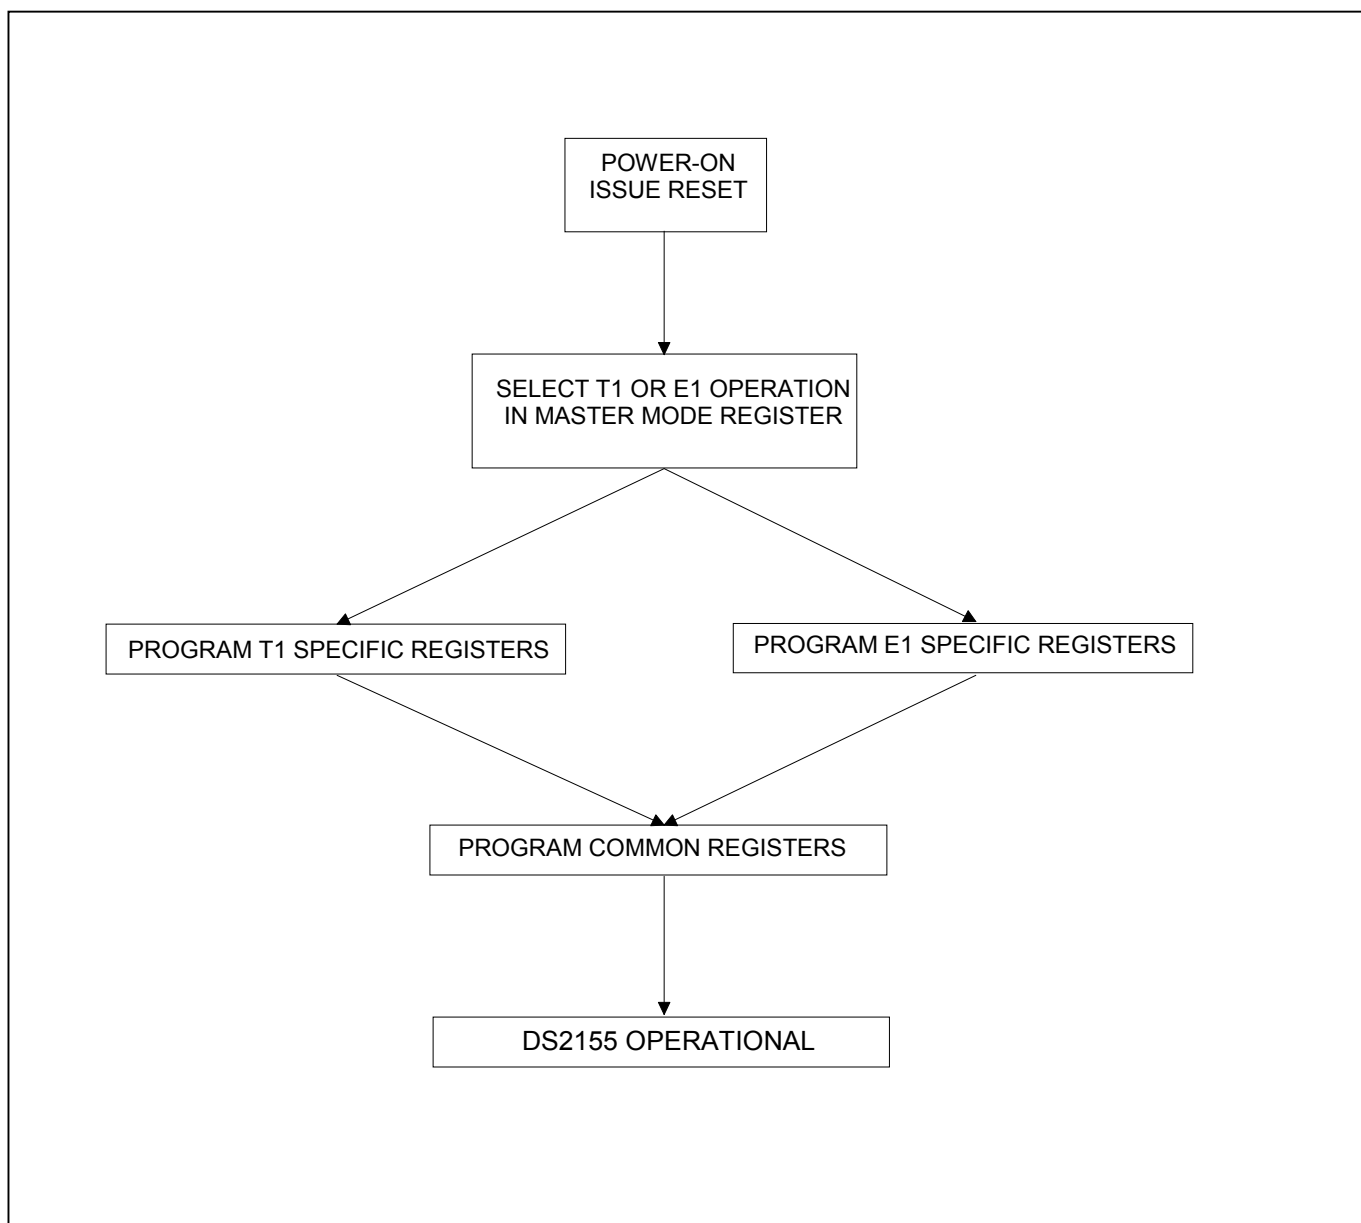 POWER-ON
ISSUE RESET
SELECT T1 OR E1 OPERATION
IN MASTER MODE REGISTER
PROGRAM T1 SPECIFIC REGISTERS
PROGRAM E1 SPECIFIC REGISTERS
PROGRAM COMMON REGISTERS
DS2155 OPERATIONAL